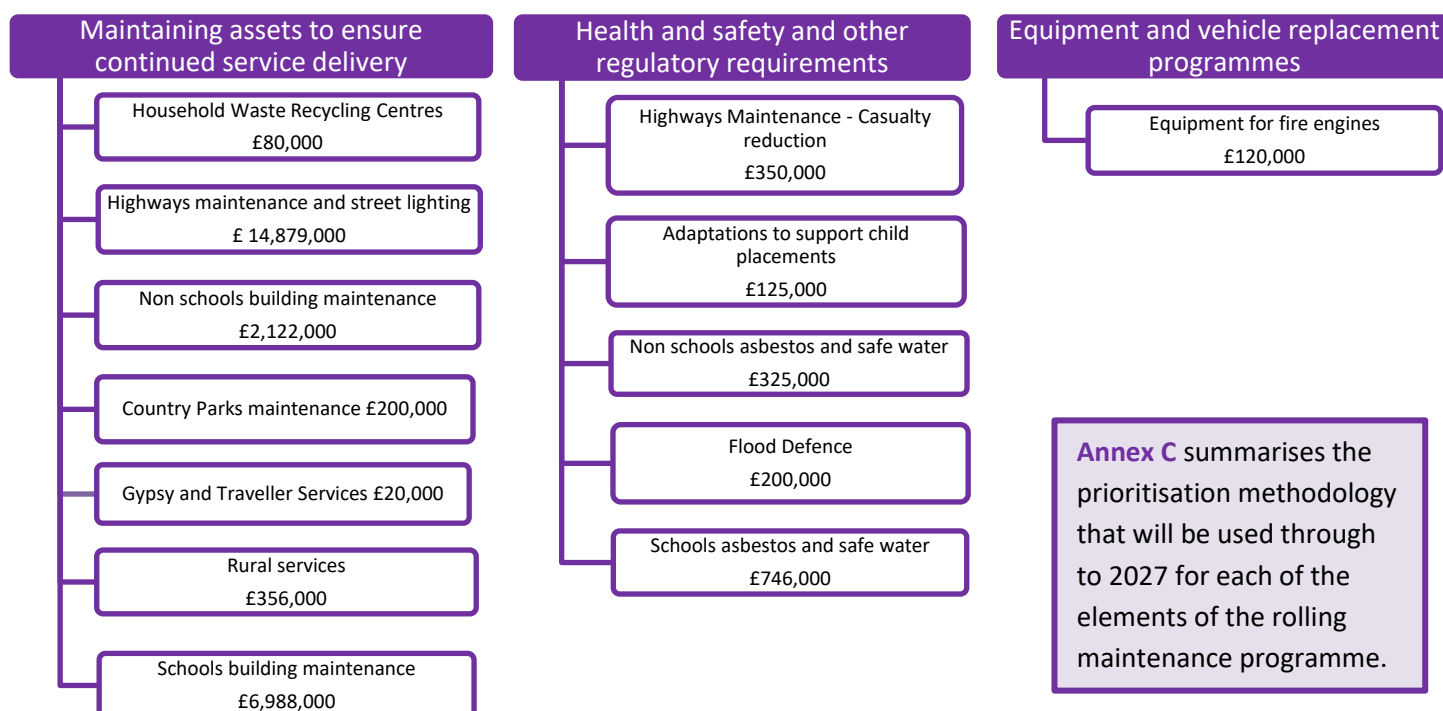 Maintaining assets to ensure
continued service delivery
Household Waste Recycling Centres
£80,000
Highways maintenance and street lighting
£ 14,879,000
Non schools building maintenance
£2,122,000
Country Parks maintenance £200,000
Gypsy and Traveller Services £20,000
Rural services
£356,000
Schools building maintenance
£6,988,000
Health and safety and other
regulatory requirements
Highways Maintenance - Casualty
reduction
£350,000
Adaptations to support child
placements
£125,000
Non schools asbestos and safe water
£325,000
Flood Defence
£200,000
Schools asbestos and safe water
£746,000
Equipment and vehicle replacement
programmes
Equipment for fire engines
£120,000
Annex C summarises the
prioritisation methodology
that will be used through
to 2027 for each of the
elements of the rolling
maintenance programme.